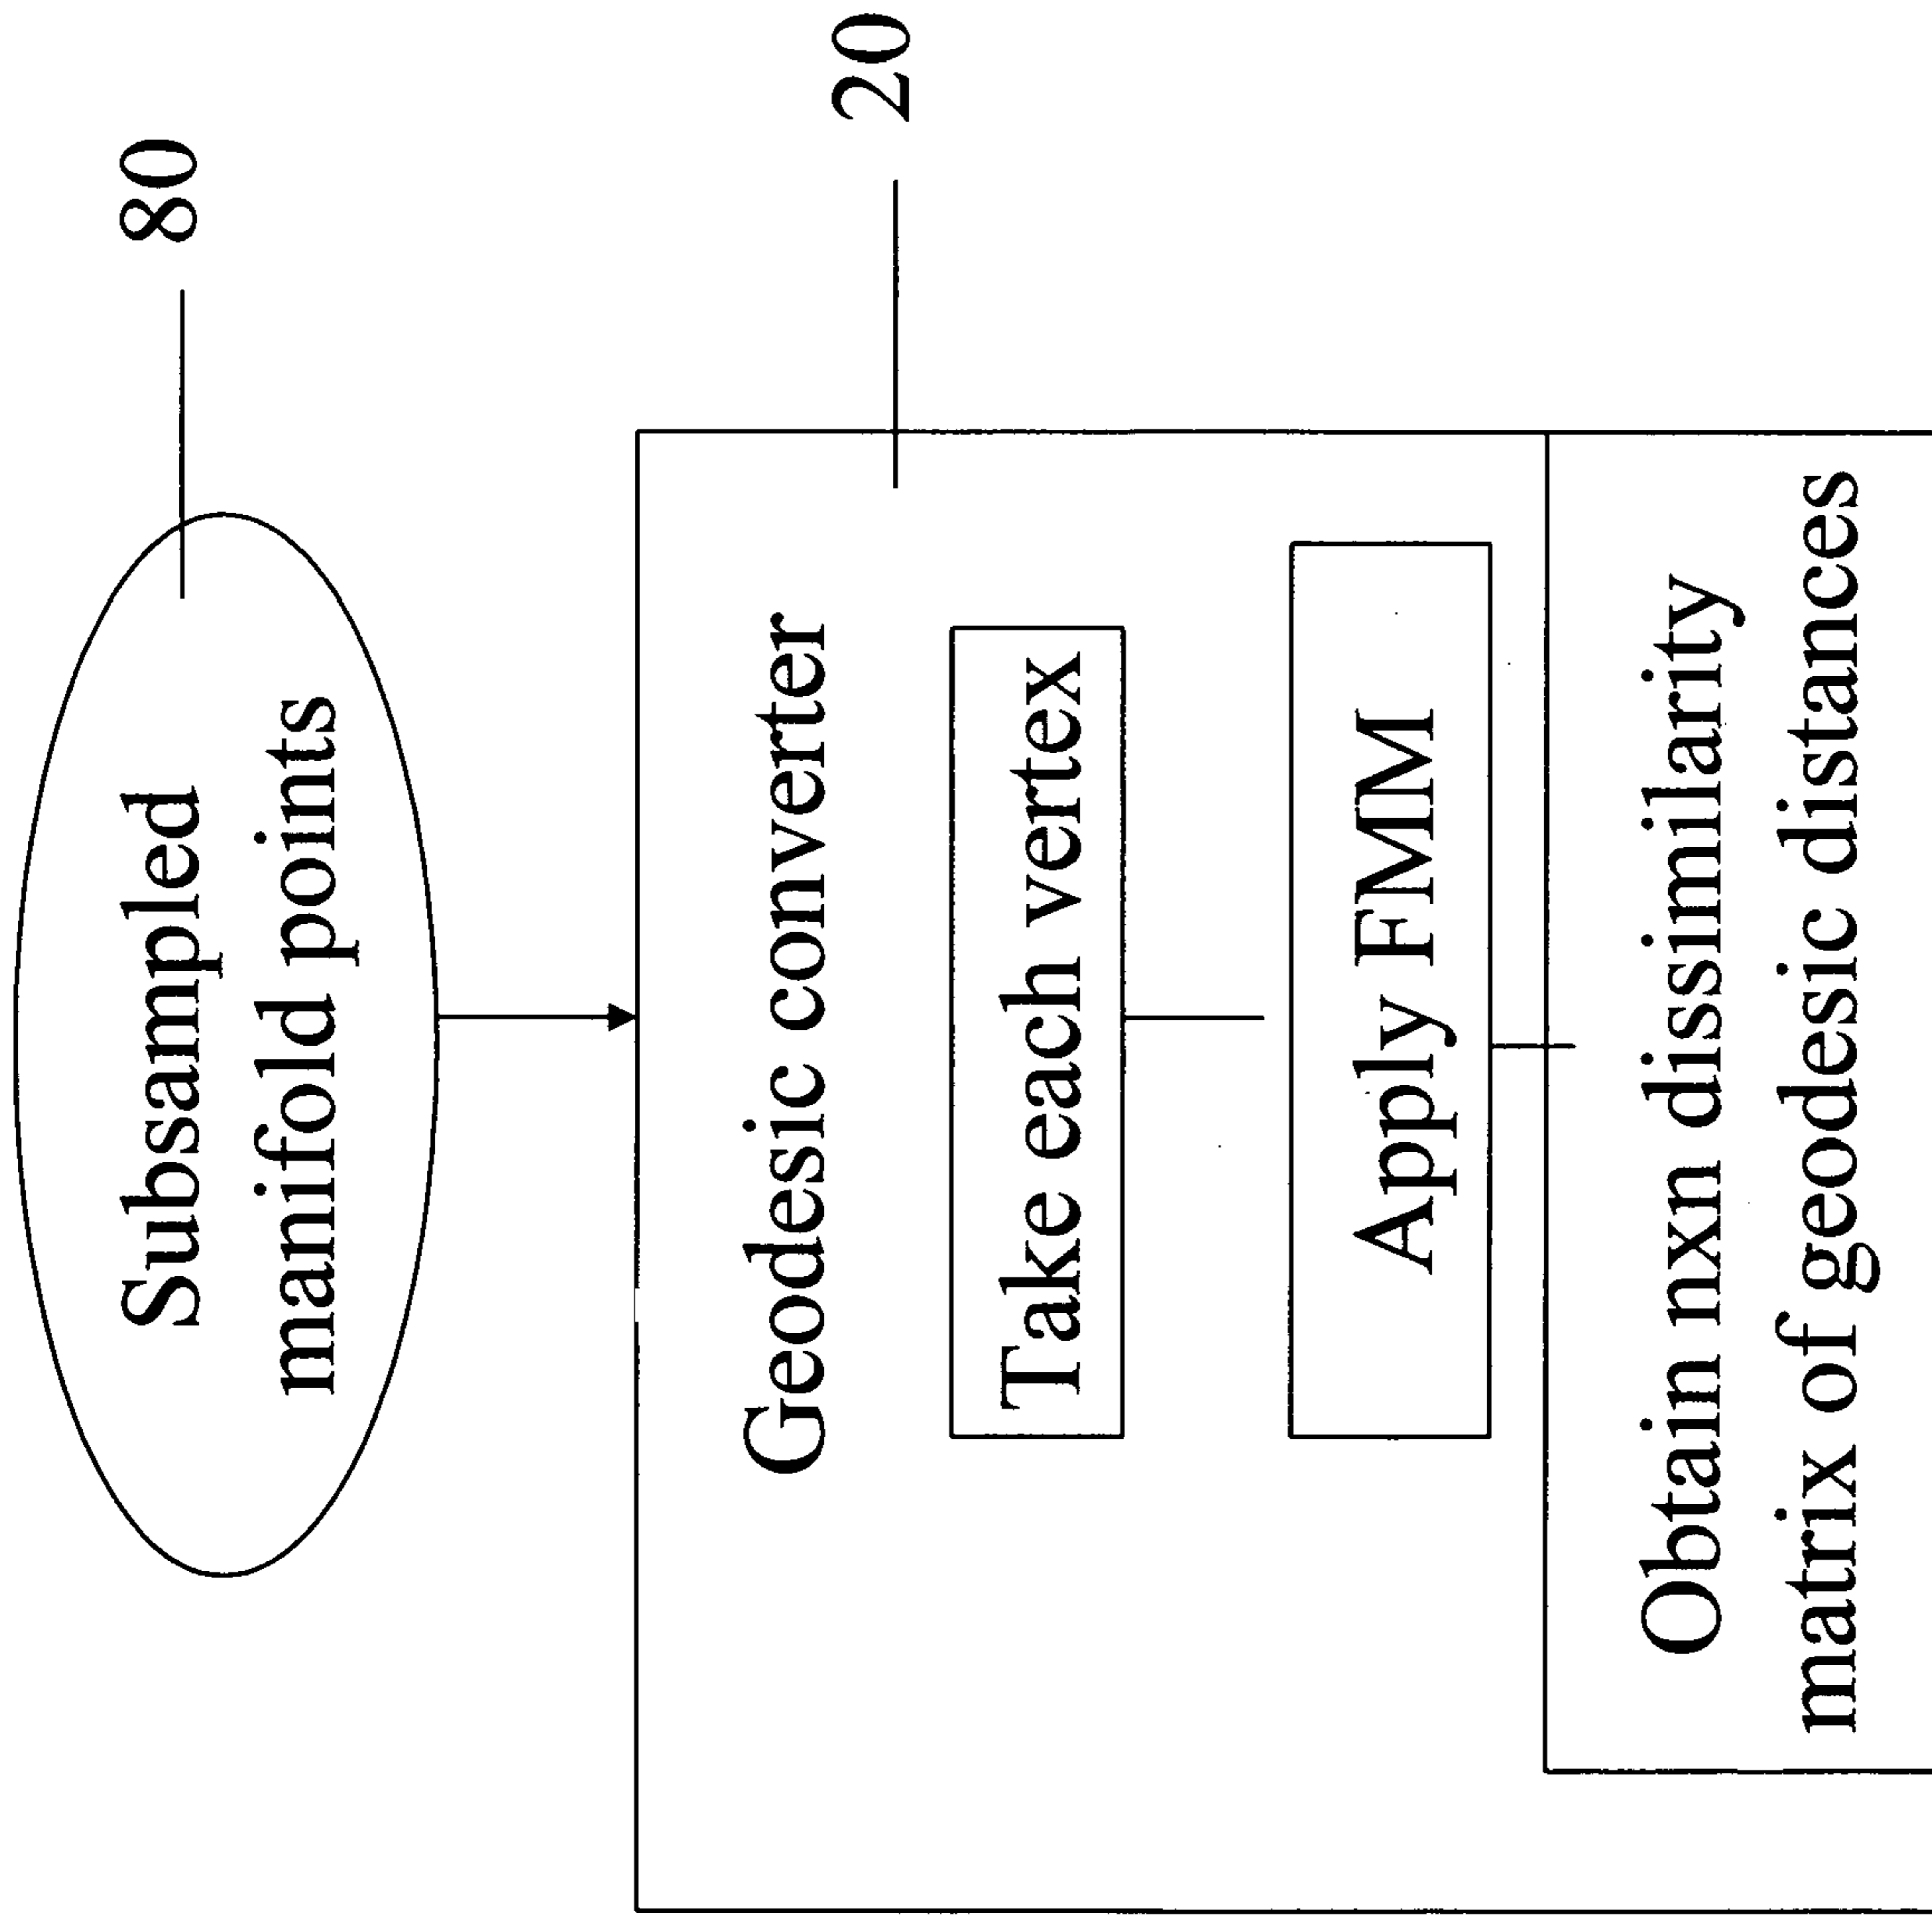 Subsampled
manifold points
80
Geodesic converter
20
Take each vertex
Apply FMM
Obtain nxn dissimilarity
matrix of geodesic distances